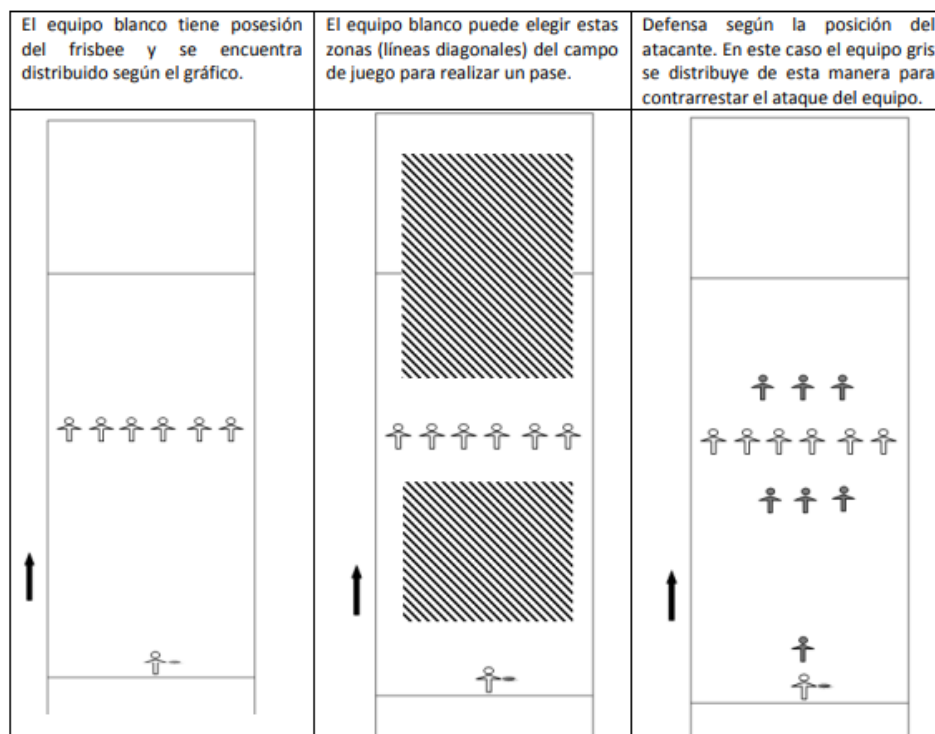 El equipo blanco tiene posesión
del frisbee y se encuentra
distribuido según el gráfico.
El equipo blanco puede elegir estas
zonas (líneas diagonales) del campo
de juego para realizar un pase.
Defensa según la posición del
atacante. En este caso el equipo gris
se distribuye de esta manera para
contrarrestar el ataque del equipo.